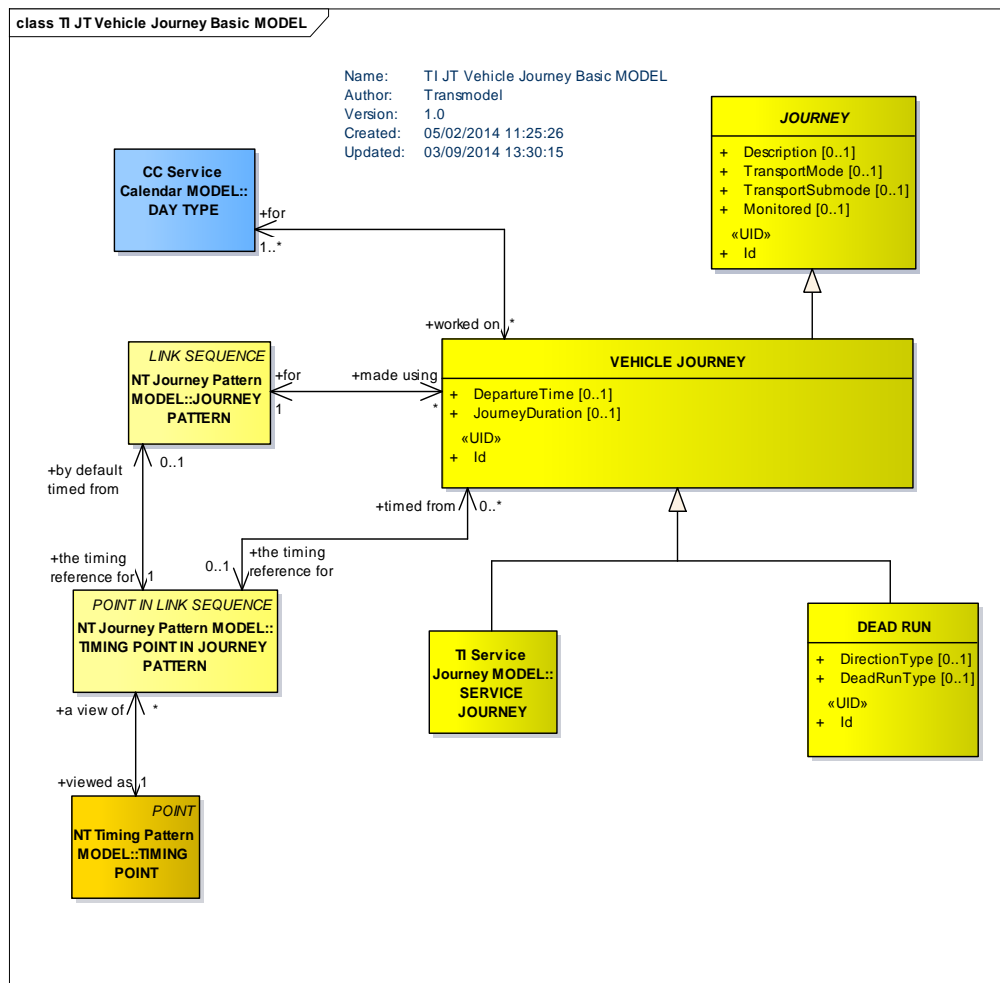 class TI JT Vehicle Journey Basic MODEL
Name: TI JT Vehicle Journey Basic MODEL
Author: Transmodel
Version: 1.0
Created: 05/02/2014 11:25:26
Updated: 03/09/2014 13:30:15
JOURNEY
+ Description [0..1]
+ TransportMode [0..1]
+ TransportSubmode [0..1]
+ Monitored [0..1]
«UID»
+ Id
CC Service
Calendar MODEL::
DAY TYPE
+for
1..*
+worked on *
VEHICLE JOURNEY
+ DepartureTime [0..1]
+ JourneyDuration [0..1]
«UID»
+ Id
LINK SEQUENCE
NT Journey Pattern
MODEL::JOURNEY
PATTERN
+for
1
+made using
*
0..1
+by default
timed from
+timed from 0..*
+the timing
reference for 1
0..1
+the timing
reference for
POINT IN LINK SEQUENCE
NT Journey Pattern MODEL::
TIMING POINT IN JOURNEY
PATTERN
TI Service
Journey MODEL::
SERVICE
JOURNEY
DEAD RUN
+ DirectionType [0..1]
+ DeadRunType [0..1]
«UID»
+ Id
+a view of *
+viewed as 1
POINT
NT Timing Pattern
MODEL::TIMING
POINT